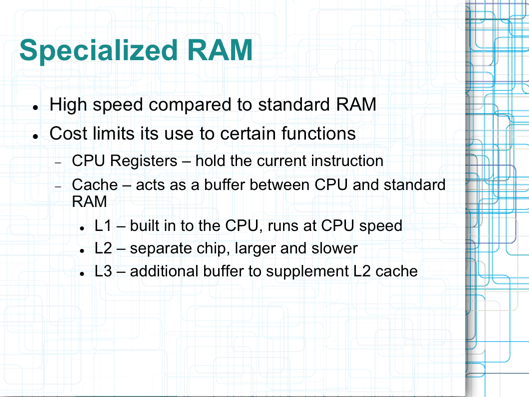 Specialized RAM
● High speed compared to standard RAM
● Cost limits its use to certain functions
– CPU Registers – hold the current instruction
– Cache – acts as a buffer between CPU and standard
RAM
● L1 – built in to the CPU, runs at CPU speed
● L2 – separate chip, larger and slower
● L3 – additional buffer to supplement L2 cache